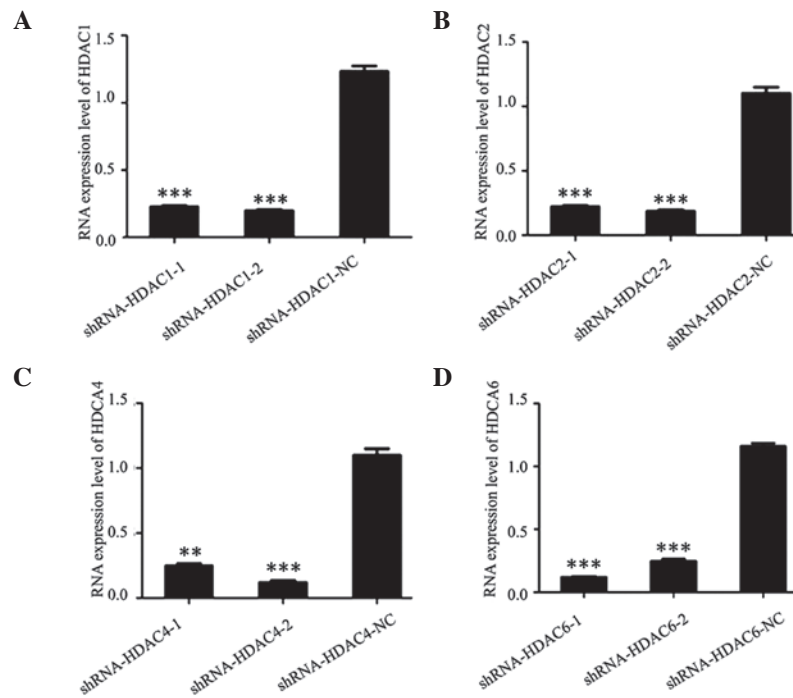 A
RNA expression level of HDAC1
1.5
1.0
0.5
0.0
***
***
shRNA-HDAC1-1
shRNA-HDAC1-2
shRNA-HDAC1-NC
B
RNA expression level of HDAC2
1.5
1.0
0.5
0.0
***
***
shRNA-HDAC2-1
shRNA-HDAC2-2
shRNA-HDAC2-NC
C
RNA expression level of HDCA4
1.5
1.0
0.5
0.0
**
***
shRNA-HDAC4-1
shRNA-HDAC4-2
shRNA-HDAC4-NC
D
RNA expression level of HDCA6
1.5
1.0
0.5
0.0
***
***
shRNA-HDAC6-1
shRNA-HDAC6-2
shRNA-HDAC6-NC